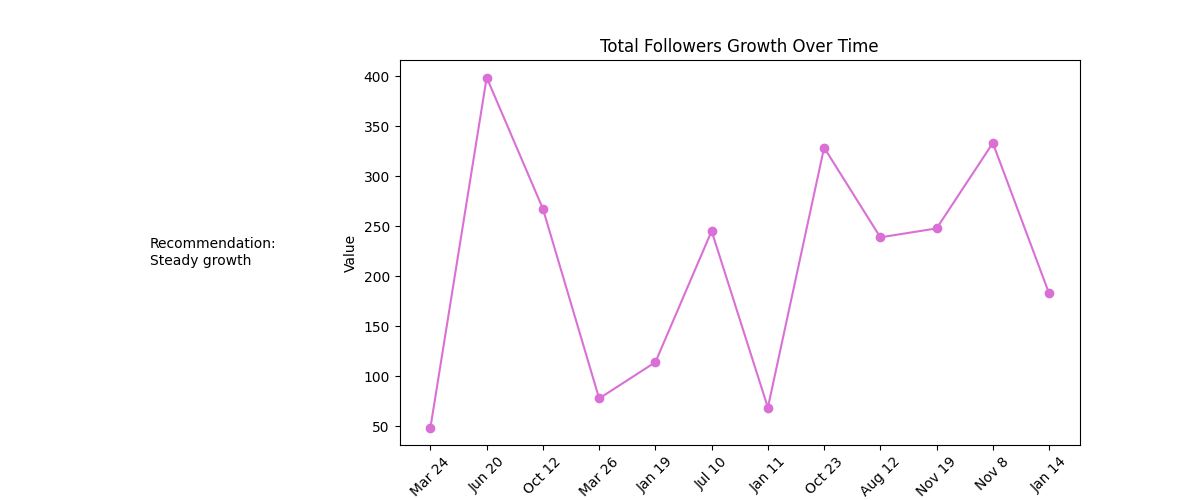 Total Followers Growth Over Time
Recommendation:
Steady growth
Value
400
350
300
250
200
150
100
50
Mar 24
Jun 20
Oct 12
Mar 26
Jan 19
Jul 10
Jan 11
Oct 23
Aug 12
Nov 19
Nov 8
Jan 14